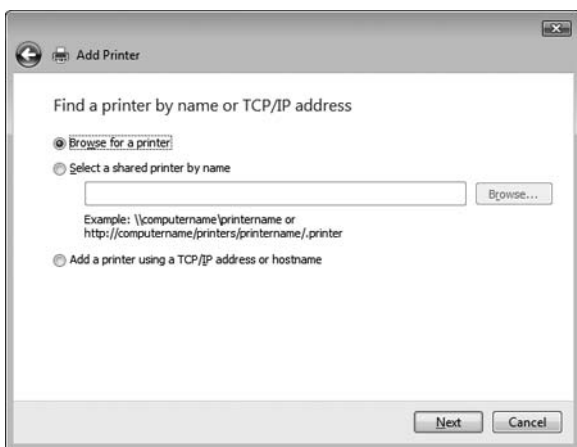 Add Printer
Find a printer by name or TCP/IP address
Browse for a printer
Select a shared printer by name
Browse...
Example: \\computername\printername or
http://computername/printers/printername/.printer
Add a printer using a TCP/IP address or hostname
Next
Cancel